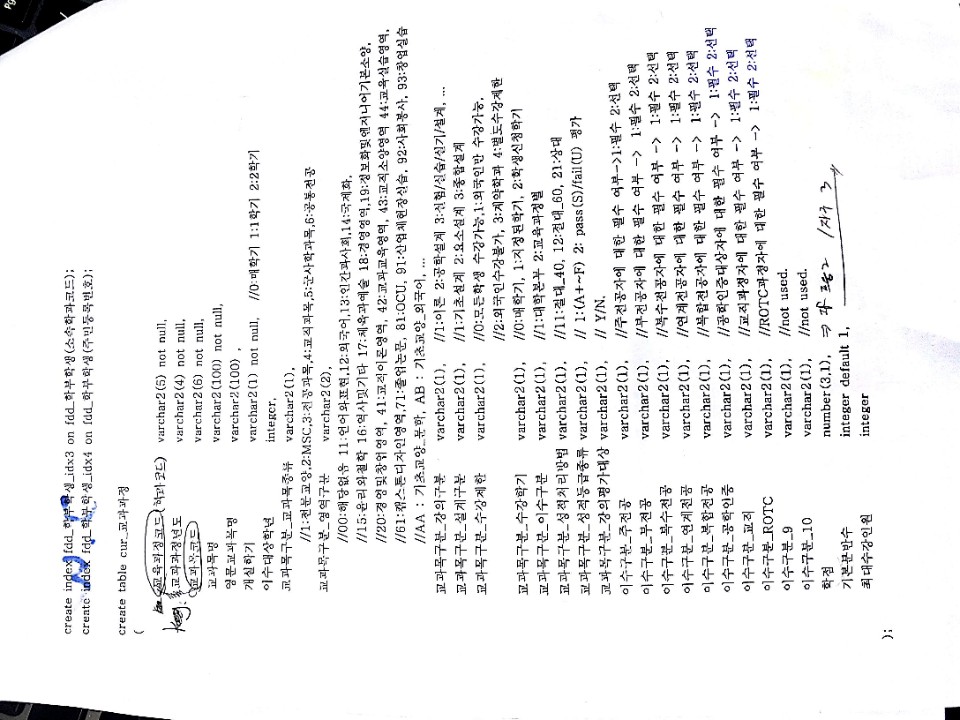 create index fdd_학부학생_idx3 on fdd_학부학생(소속학과코드);
create index fdd_학부학생_idx4 on fdd_학부학생(주민등록번호);
create table cur_교과과정
(
교육과정코드(학과코드) varchar2(5) not null,
교과과정년도 varchar2(4) not null,
교과목코드 varchar2(6) not null,
교과목명 varchar2(100) not null,
영문교과목명 varchar2(100) ,
개설학기 varchar2(1) not null, //0:매학기 1:1학기 2:2학기
이수대상학년 integer,
교과목구분_교과목종류 varchar2(1),
//1:전문교양,2:MSC,3:전공과목,4:교직과목,5:군사학과목,6:공통전공
교과목구분_영역구분 varchar2(2),
//00:해당없음 11:언어와표현,12:외국어,13:인간과사회,14:국제화,
//15:윤리와철학 16:역사및기타 17:체육과예술 18:경영영역,19:정보화및엔지니어기본소양,
//20:경영및창업영역, 41:교직이론영역, 42:교과교육영역, 43:교직소양영역 44:교육실습영역,
//61:캡스톤디자인영역,71:졸업논문, 81:OCU, 91:산업체현장실습, 92:사회봉사, 93:창업실습
//AA : 기초교양_문학, AB : 기초교양_외국어, ...
교과목구분_강의구분 varchar2(1), //1:이론 2:공학설계 3:실험/실습/실기/설계, ...
교과목구분_설계구분 varchar2(1), //1:기초설계 2:요소설계 3:종합설계
교과목구분_수강제한 varchar2(1), //0:모든학생 수강가능,1:외국인만 수강가능,
//2:외국인수강불가, 3:계약학과 4:별도수강제한
교과목구분_수강학기 varchar2(1), //0:매학기, 1:지정된학기, 2:학생신청학기
교과목구분_이수구분 varchar2(1), //1:대학본부 2:교육과정별
교과목구분_성적처리방법 varchar2(1), //11:절대_40, 12:절대_60, 21:상대
교과목구분_성적등급종류 varchar2(1), // 1:(A+~F) 2: pass(S)/fail(U) 평가
교과목구분_강의평가대상 varchar2(1), // Y/N,
이수구분_주전공 varchar2(1), //주전공자에 대한 필수 여부->1:필수 2:선택
이수구분_부전공 varchar2(1), //부전공자에 대한 필수 여부 -> 1:필수 2:선택
이수구분_복수전공 varchar2(1), //복수전공자에 대한 필수 여부 -> 1:필수 2:선택
이수구분_연계전공 varchar2(1), //연계전공자에 대한 필수 여부 -> 1:필수 2:선택
이수구분_복합전공 varchar2(1), //복합전공자에 대한 필수 여부 -> 1:필수 2:선택
이수구분_공학인증 varchar2(1), //공학인증대상자에 대한 필수 여부 -> 1:필수 2:선택
이수구분_교직 varchar2(1), //교직과정자에 대한 필수 여부 -> 1:필수 2:선택
이수구분_ROTC varchar2(1), //ROTC과정자에 대한 필수 여부 -> 1:필수 2:선택
이수구분_9 varchar2(1), //not used.
이수구분_10 varchar2(1), //not used.
학점 number(3,1), ⇒
기본분반수 integer default 1,
최대수강인원 integer
);